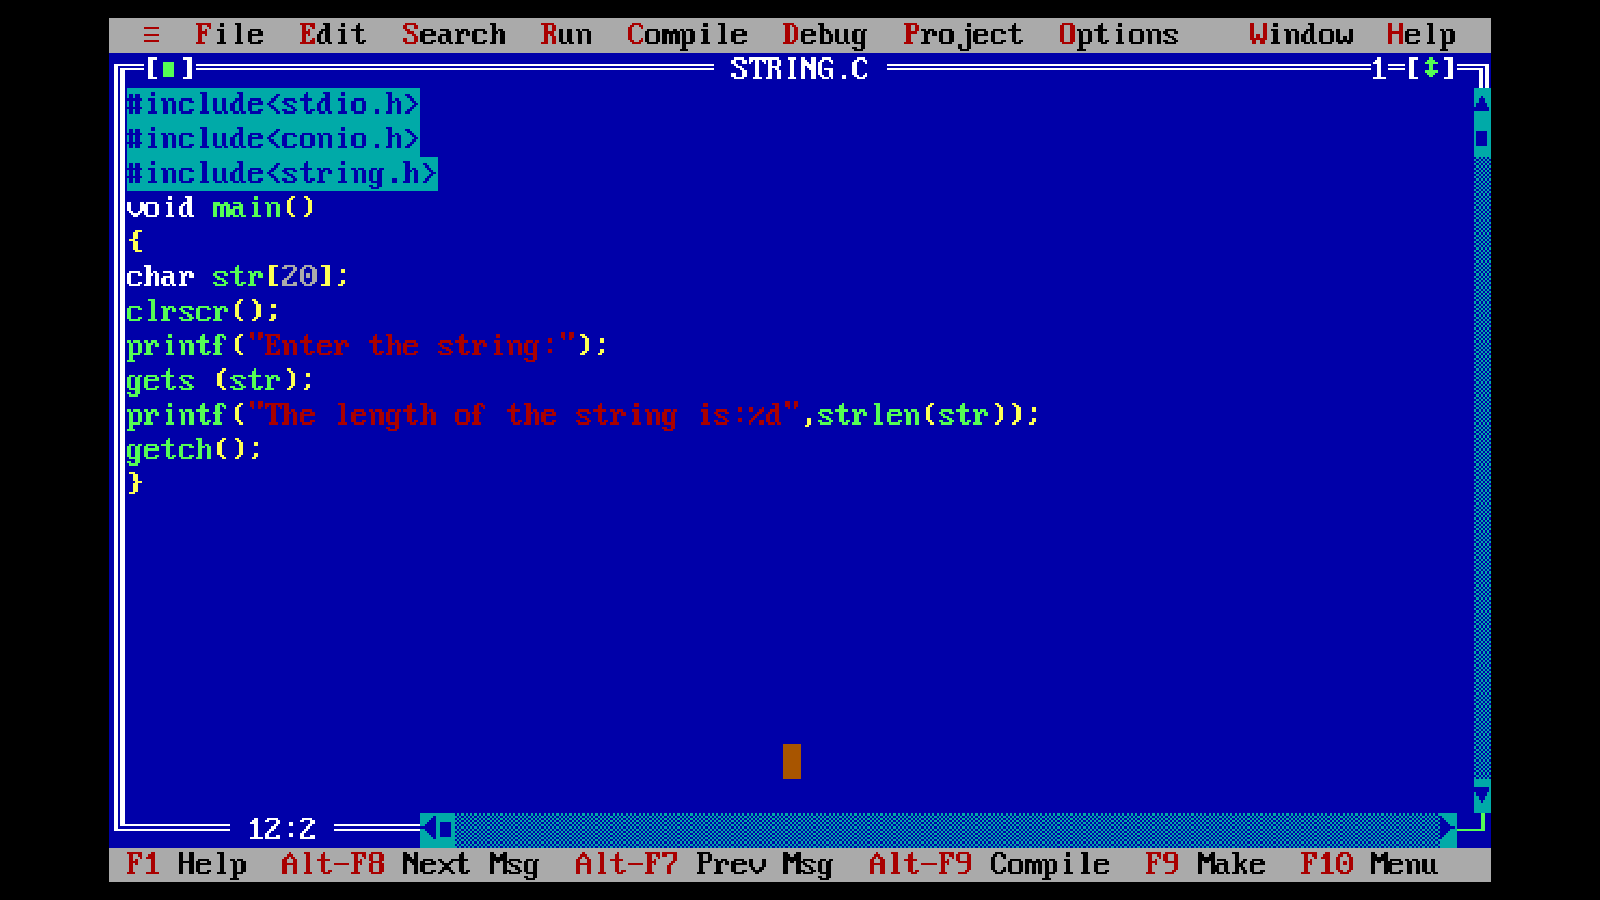 ≡ File Edit Search Run Compile Debug Project Options Window Help
[■] STRING.C 1=[↕]
#include<stdio.h>
#include<conio.h>
#include<string.h>
void main()
{
char str[20];
clrscr();
printf("Enter the string:");
gets (str);
printf("The length of the string is:%d",strlen(str));
getch();
}
12:2
F1 Help Alt-F8 Next Msg Alt-F7 Prev Msg Alt-F9 Compile F9 Make F10 Menu